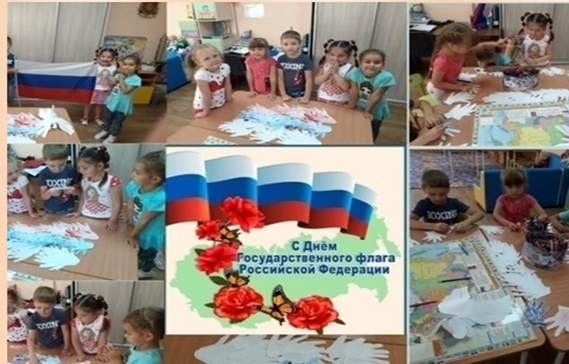 С Днём
Государственного флага
Российской Федерации